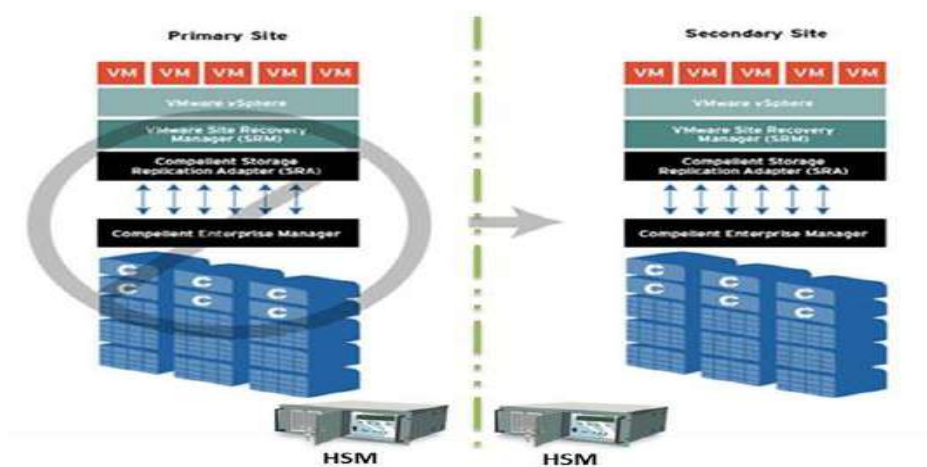 Primary Site
VM VM VM VM VM
VMware vSphere
VMware Site Recovery
Manager (SRM)
Compellent Storage
Replication Adapter (SRA)
Compellent Enterprise Manager
C C C
C C C
HSM
Secondary Site
VM VM VM VM VM
VMware vSphere
VMware Site Recovery
Manager (SRM)
Compellent Storage
Replication Adapter (SRA)
Compellent Enterprise Manager
C C C
C C C
HSM